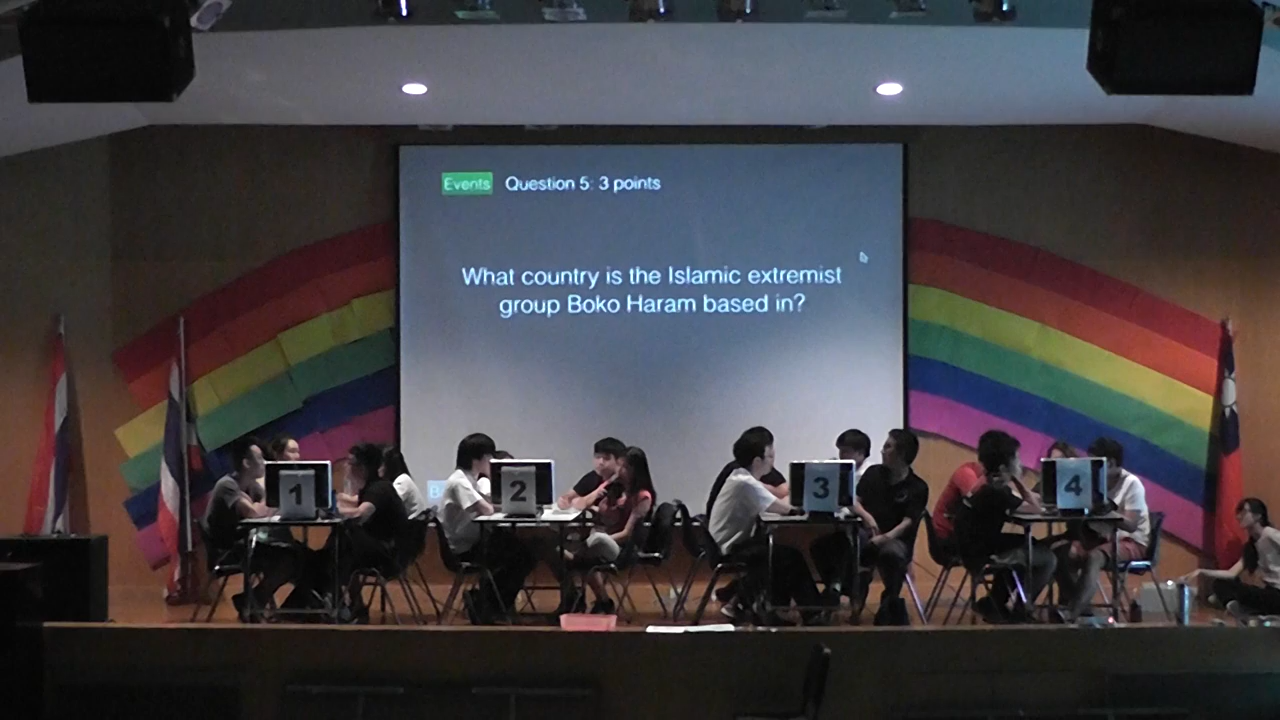 Events Question 5: 3 points
What country is the Islamic extremist
group Boko Haram based in?
1
2
3
4